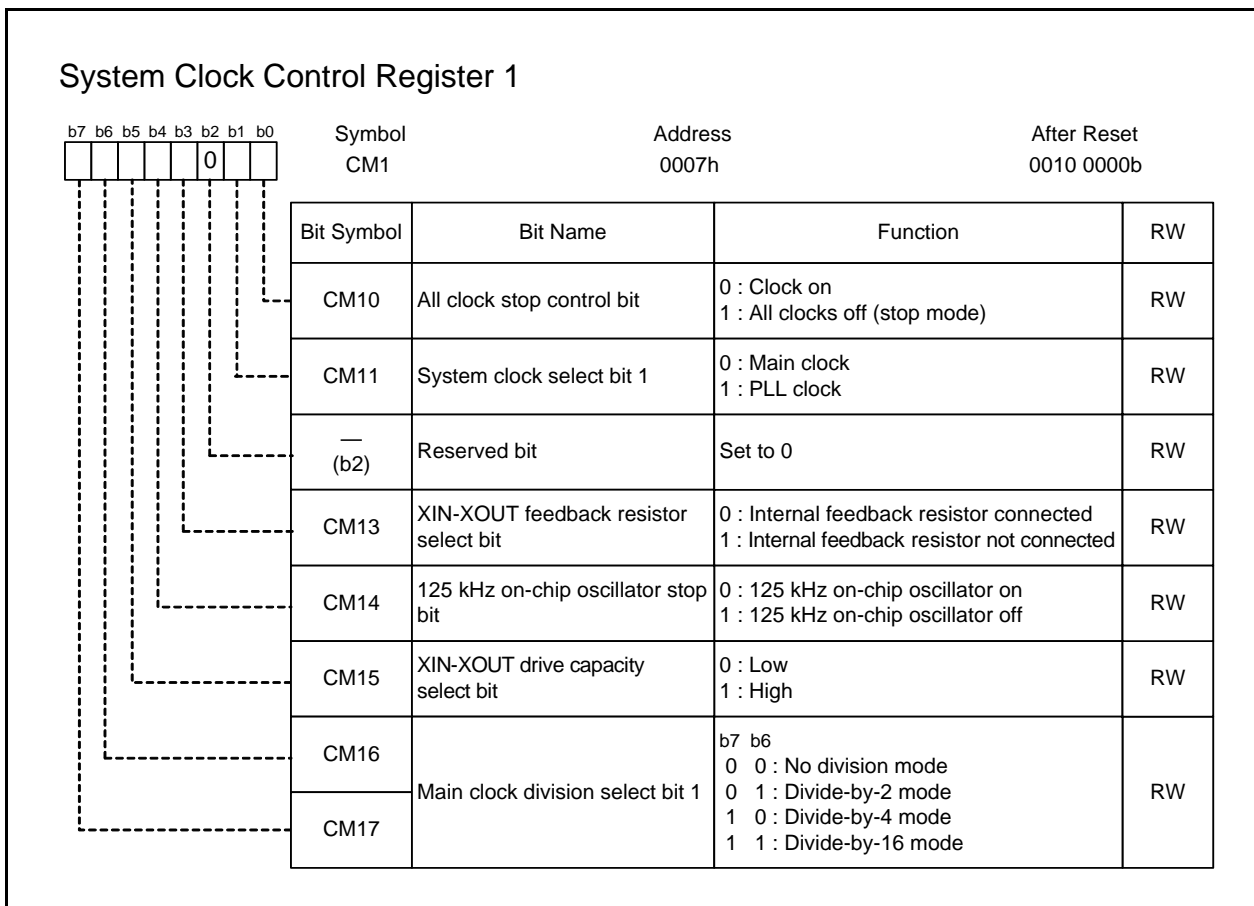 System Clock Control Register 1
b7 b6 b5 b4 b3 b2 b1 b0
0
Symbol
CM1
Address
0007h
After Reset
0010 0000b
Bit Symbol Bit Name Function RW
CM10 All clock stop control bit 0 : Clock on
1 : All clocks off (stop mode) RW
CM11 System clock select bit 1 0 : Main clock
1 : PLL clock RW
—
(b2) Reserved bit Set to 0 RW
CM13 XIN-XOUT feedback resistor
select bit 0 : Internal feedback resistor connected
1 : Internal feedback resistor not connected RW
CM14 125 kHz on-chip oscillator stop
bit 0 : 125 kHz on-chip oscillator on
1 : 125 kHz on-chip oscillator off RW
CM15 XIN-XOUT drive capacity
select bit 0 : Low
1 : High RW
CM16
CM17
Main clock division select bit 1
b7 b6
0 0 : No division mode
0 1 : Divide-by-2 mode
1 0 : Divide-by-4 mode
1 1 : Divide-by-16 mode
RW